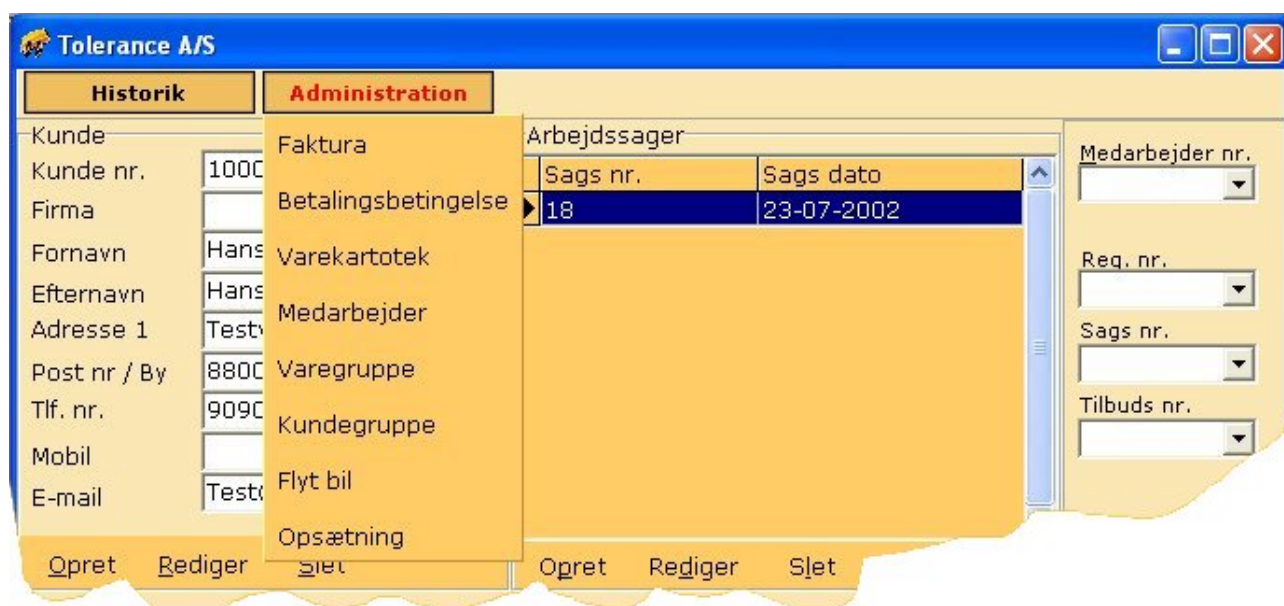 Tolerance A/S
Historik Administration
Kunde
Kunde nr. 1000
Firma
Fornavn Hans
Efternavn Hans
Adresse 1 Testv
Post nr / By 8800
Tlf. nr. 9090
Mobil
E-mail Test
Faktura
Betalingsbetingelse
Varekartotek
Medarbejder
Varegruppe
Kundegruppe
Flyt bil
Opsætning
Arbejdssager
Sags nr. Sags dato
18 23-07-2002
Medarbejder nr.
Reg. nr.
Sags nr.
Tilbuds nr.
Opret Rediger Slet
Opret Rediger Slet